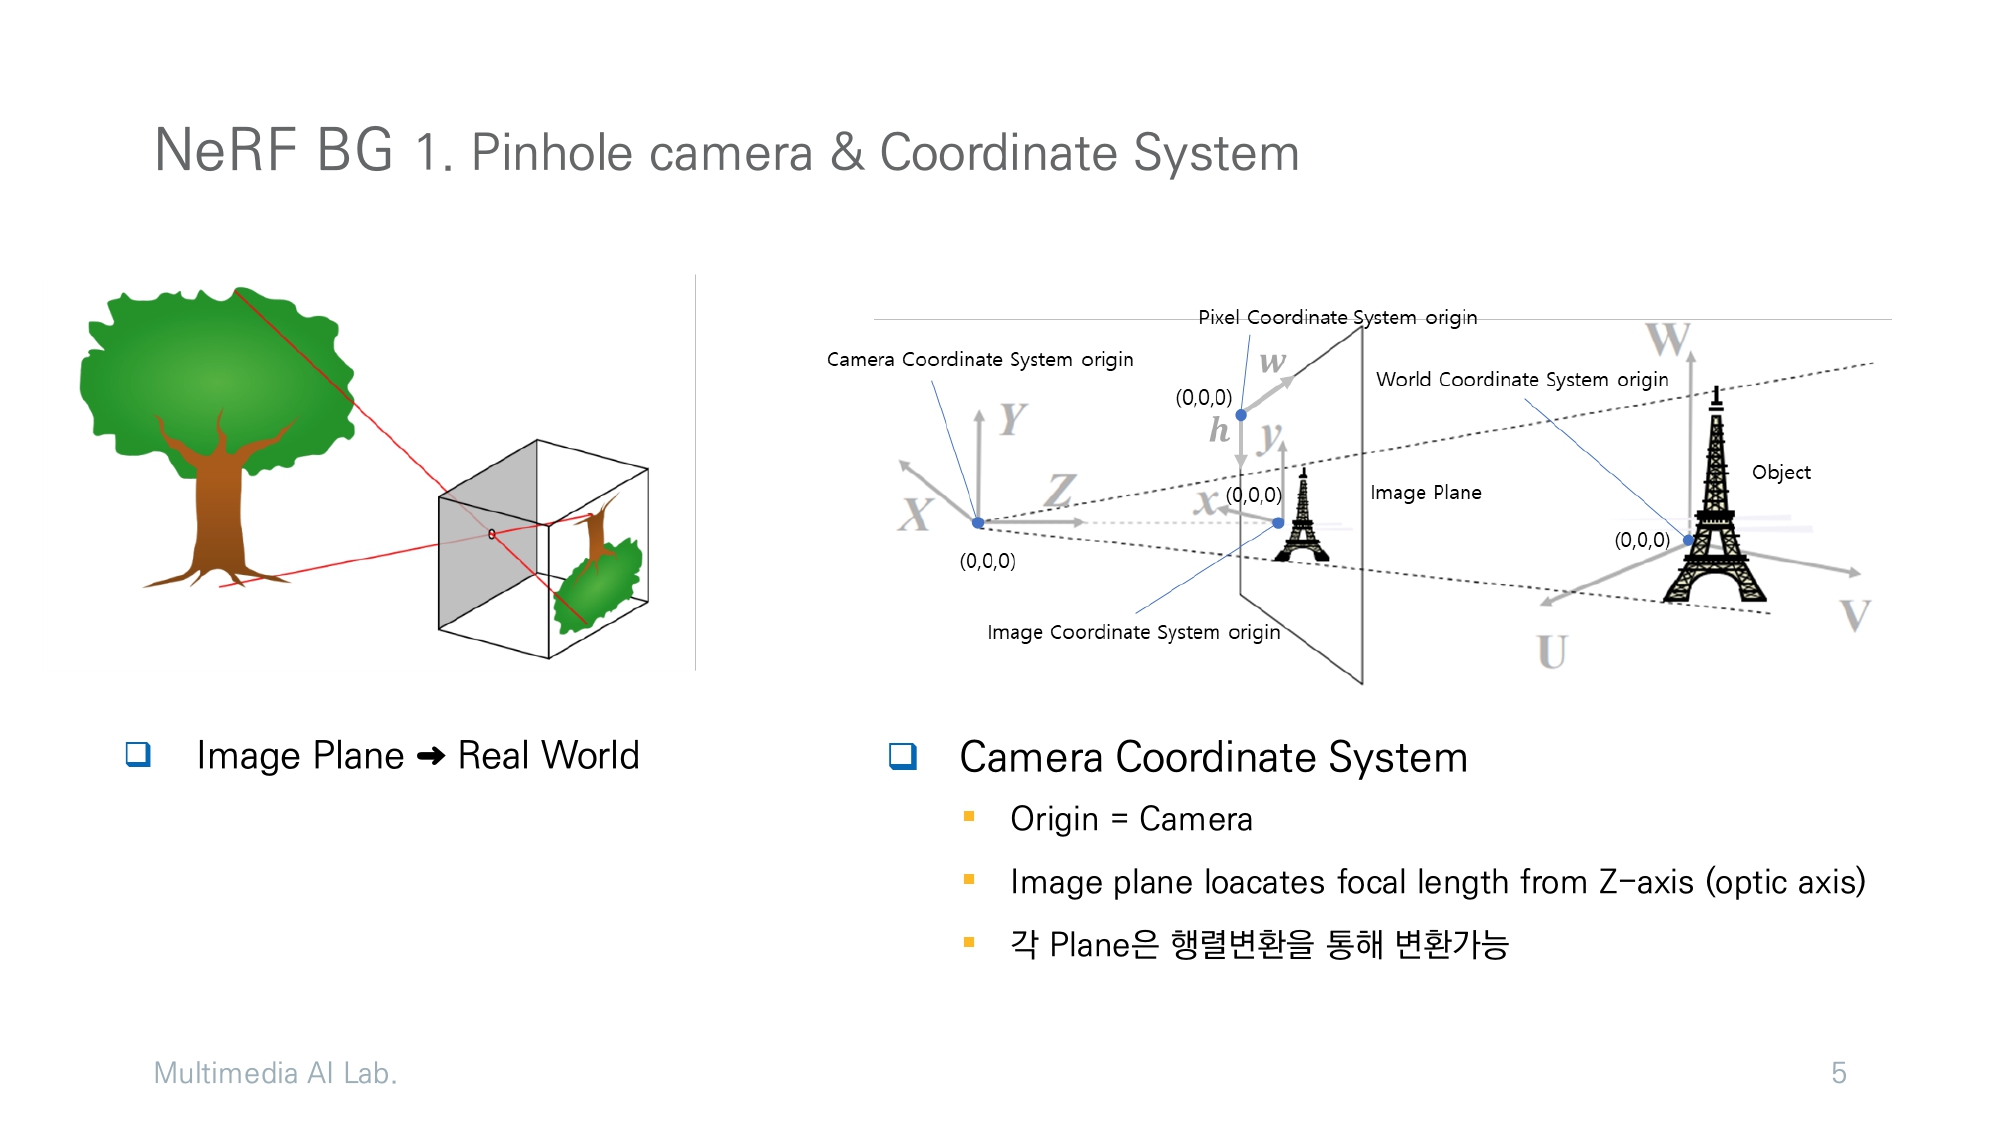 NeRF BG 1. Pinhole camera & Coordinate System
Pixel Coordinate System origin
Camera Coordinate System origin
World Coordinate System origin
W
w
(0,0,0)
h
y
Y
X
Z
x
(0,0,0)
Image Plane
Object
(0,0,0)
(0,0,0)
Image Coordinate System origin
U
V
Image Plane ➜ Real World
Camera Coordinate System
Origin = Camera
Image plane loacates focal length from Z-axis (optic axis)
각 Plane은 행렬변환을 통해 변환가능
Multimedia AI Lab.
5